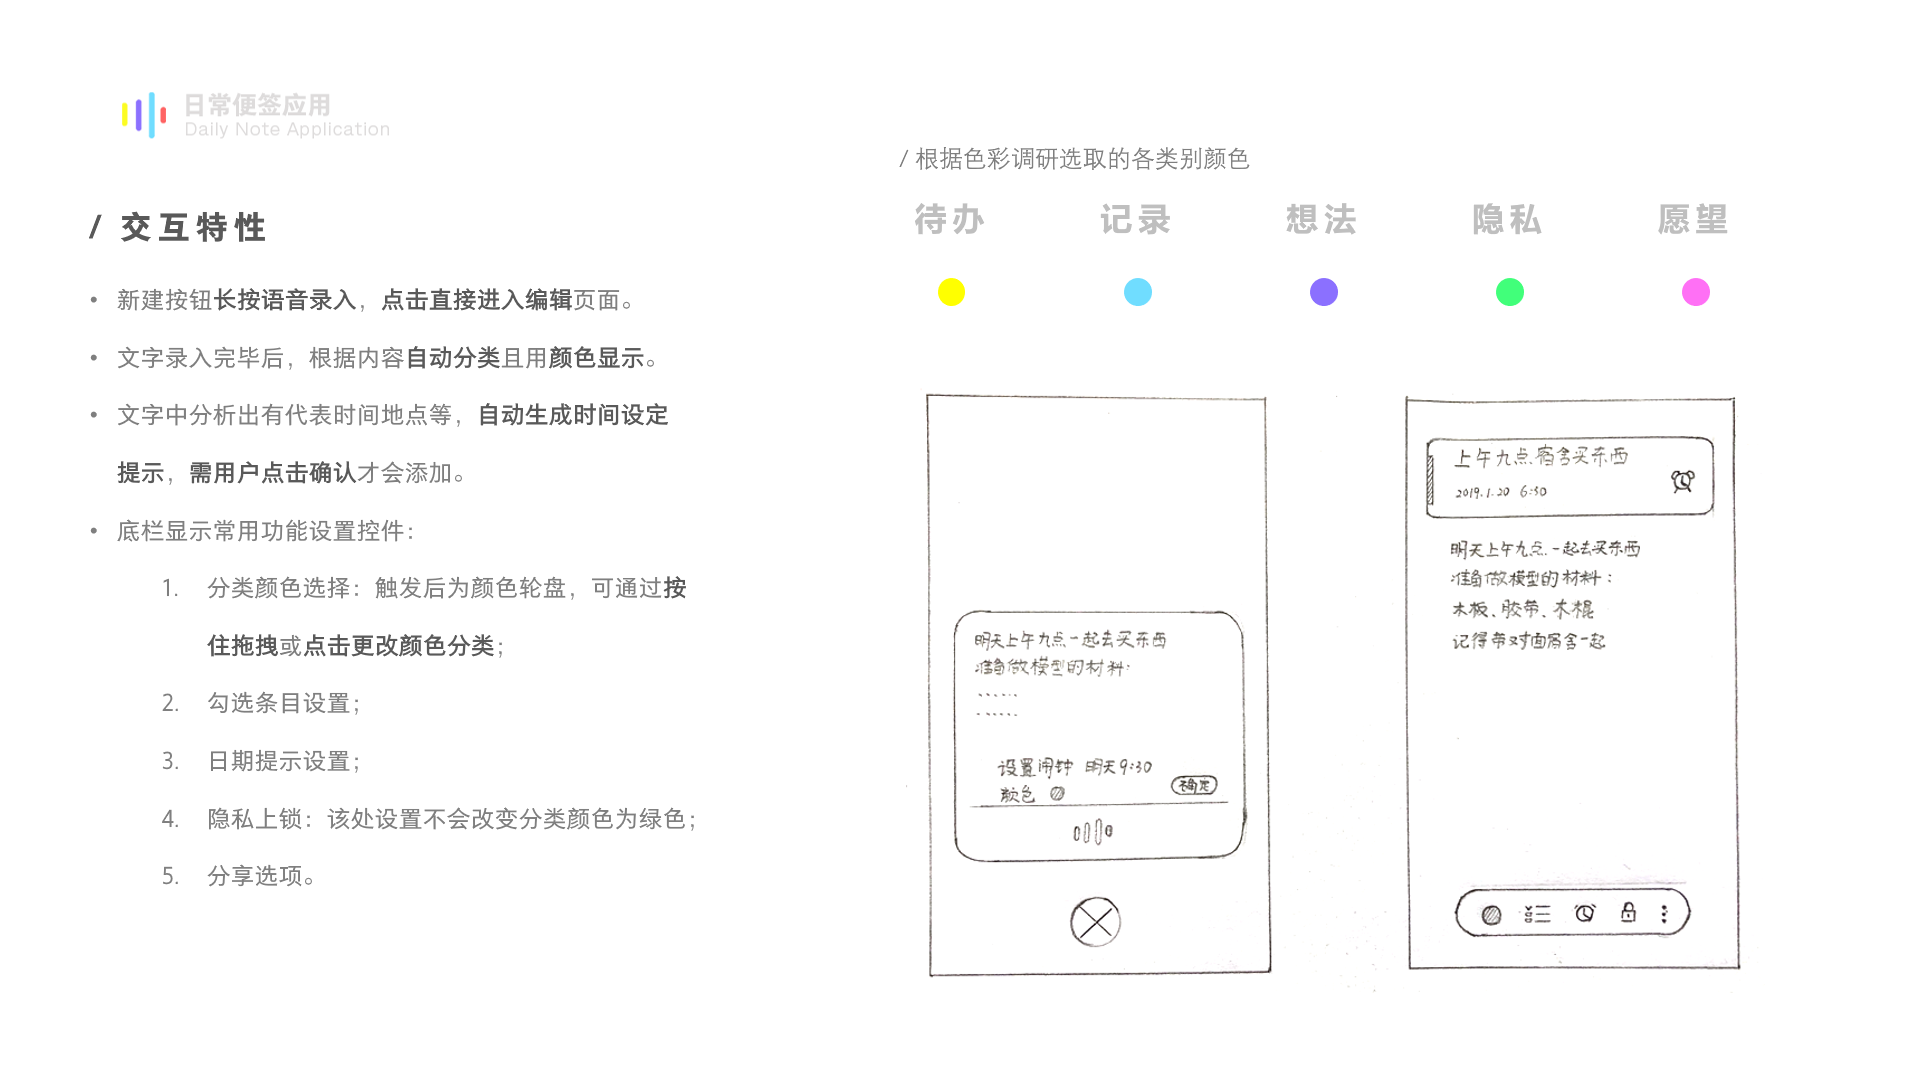 日常便签应用
Daily Note Application
/ 交互特性
• 新建按钮长按语音录入，点击直接进入编辑页面。
• 文字录入完毕后，根据内容自动分类且用颜色显示。
• 文字中分析出有代表时间地点等，自动生成时间设定
提示，需用户点击确认才会添加。
• 底栏显示常用功能设置控件：
1. 分类颜色选择：触发后为颜色轮盘，可通过按
住拖拽或点击更改颜色分类；
2. 勾选条目设置；
3. 日期提示设置；
4. 隐私上锁：该处设置不会改变分类颜色为绿色；
5. 分享选项。
/ 根据色彩调研选取的各类别颜色
待办 记录 想法 隐私 愿望
明天上午九点一起去买东西
准备做模型的材料：
......
......
设置闹钟 明天9:30
颜色
确定
上午九点.宿舍买东西
2019.1.20 6:30
明天上午九点.一起去买东西
准备做模型的材料：
木板、胶带、木棍
记得带对面宿舍一起